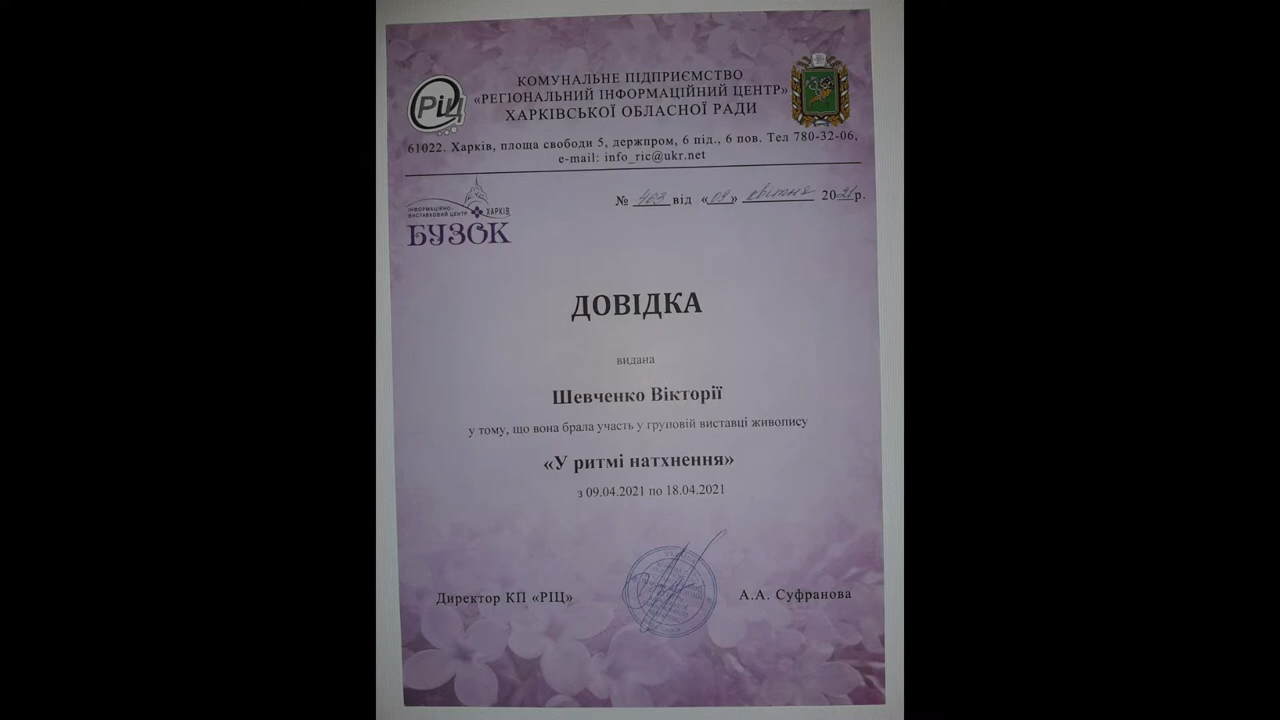 КОМУНАЛЬНЕ ПІДПРИЄМСТВО
«РЕГІОНАЛЬНИЙ ІНФОРМАЦІЙНИЙ ЦЕНТР»
ХАРКІВСЬКОЇ ОБЛАСНОЇ РАДИ
РіЦ
61022. Харків, площа свободи 5, держпром, 6 під., 6 пов. Тел 780-32-06,
e-mail: info_ric@ukr.net
№ 403 від «09» квітня 2021р.
ІНФОРМАЦІЙНО-
ВИСТАВКОВИЙ ЦЕНТР ХАРКІВ
БУЗОК
ДОВІДКА
видана
Шевченко Вікторії
у тому, що вона брала участь у груповій виставці живопису
«У ритмі натхнення»
з 09.04.2021 по 18.04.2021
Директор КП «РІЦ»
А.А. Суфранова